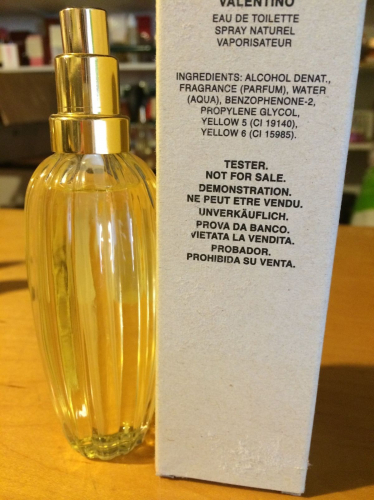 VALENTINO
EAU DE TOILETTE
SPRAY NATUREL
VAPORISATEUR
INGREDIENTS: ALCOHOL DENAT.,
FRAGRANCE (PARFUM), WATER
(AQUA), BENZOPHENONE-2,
PROPYLENE GLYCOL,
YELLOW 5 (CI 19140),
YELLOW 6 (CI 15985).
TESTER.
NOT FOR SALE.
DEMONSTRATION.
NE PEUT ETRE VENDU.
UNVERKÄUFLICH.
PROVA DA BANCO.
VIETATA LA VENDITA.
PROBADOR.
PROHIBIDA SU VENTA.